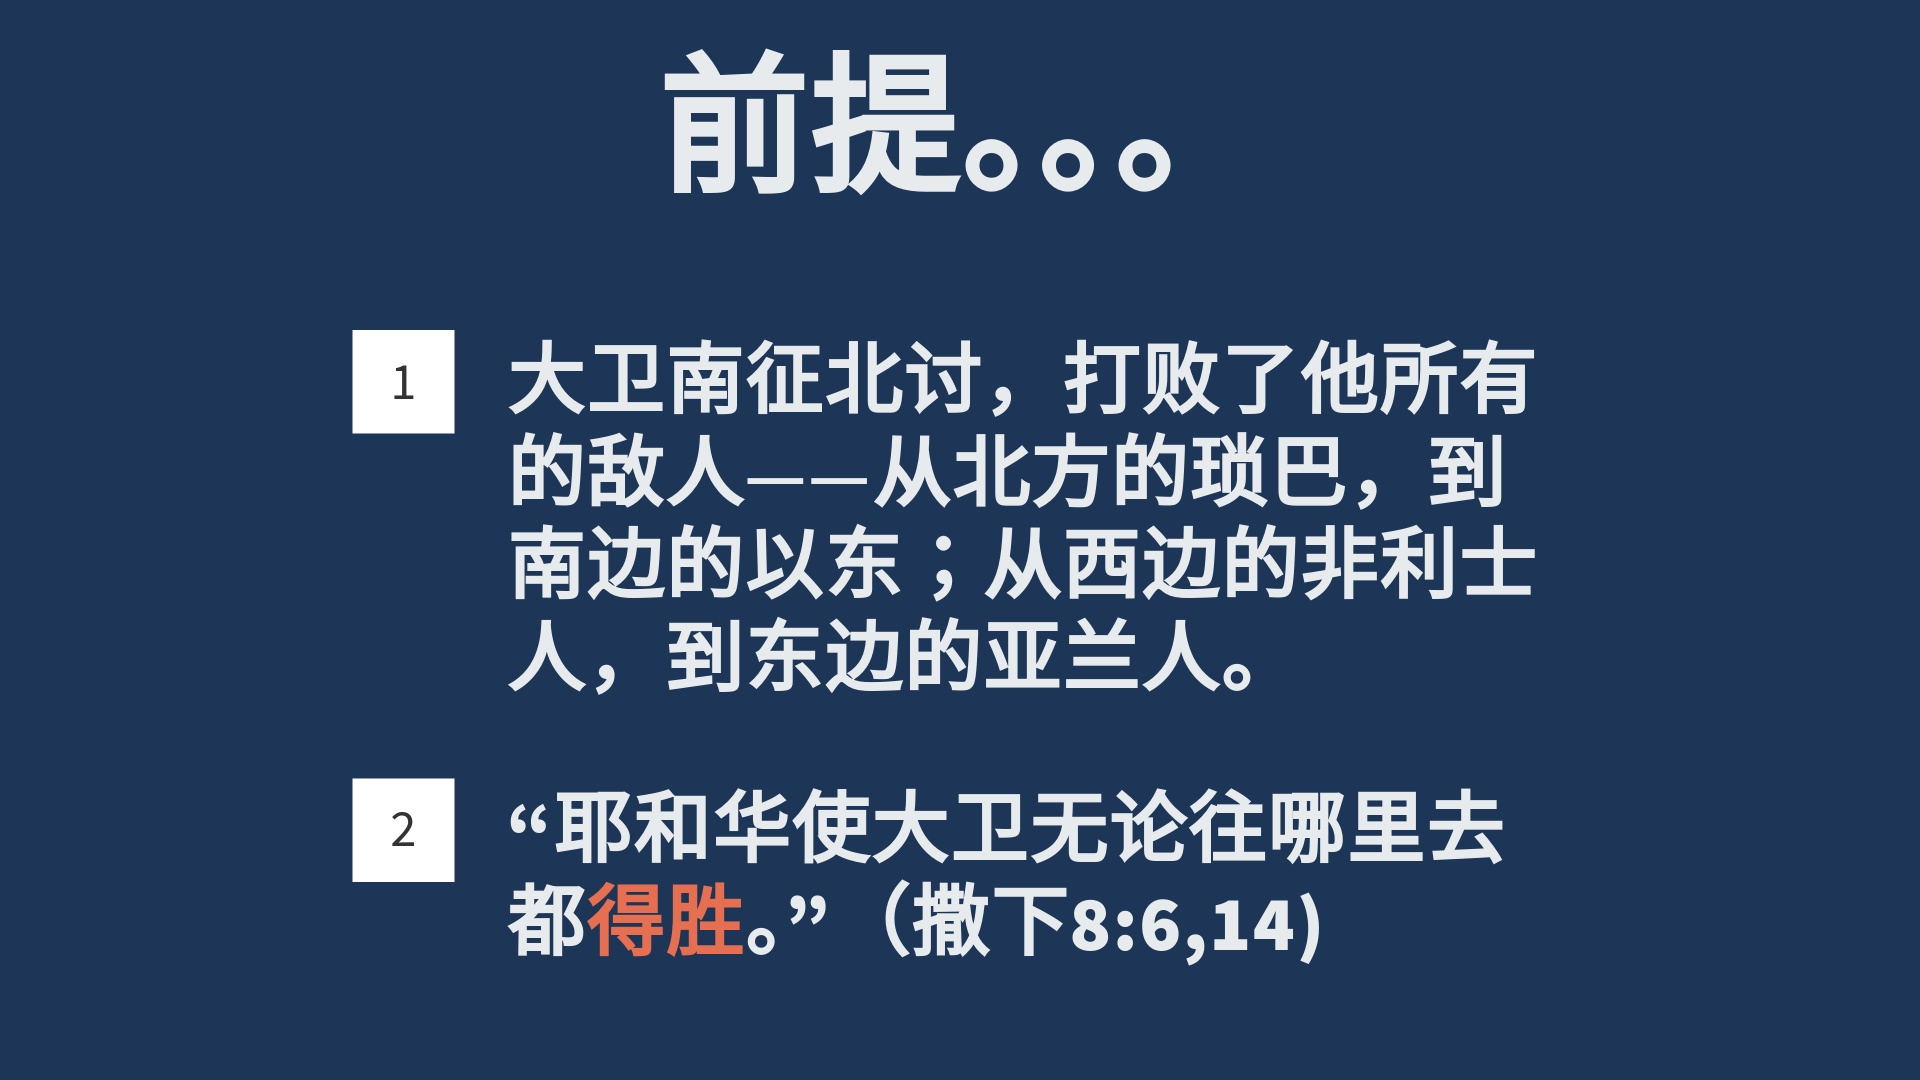 前提。。。
1
大卫南征北讨，打败了他所有
的敌人——从北方的琐巴，到
南边的以东；从西边的非利士
人，到东边的亚兰人。
2
“耶和华使大卫无论往哪里去
都得胜。”（撒下8:6,14)